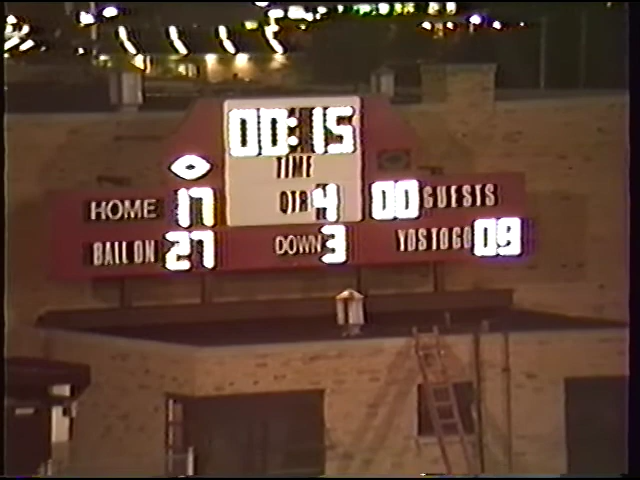 00:15
TIME
HOME 17 QTR 4 00 GUESTS
BALL ON 27 DOWN 3 YDS TO GO 09